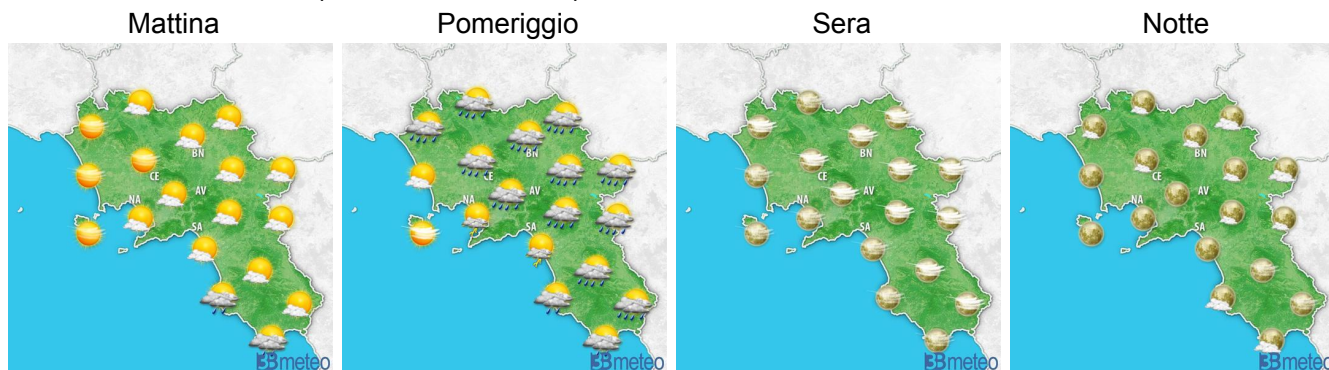 Mattina Pomeriggio Sera Notte
BN BN BN BN
CE CE CE CE
AV AV AV AV
NA NA NA NA
SA SA SA
3Bmeteo 3Bmeteo 3Bmeteo 3Bmeteo